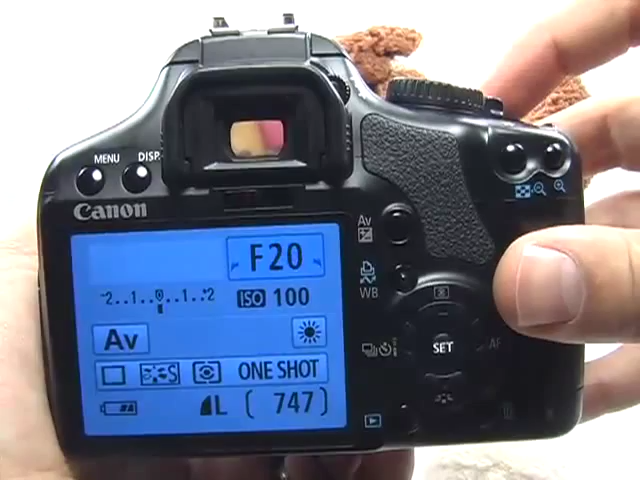 MENU DISP.
Canon
F20
-2..1..0..1..+2 ISO 100
Av
S ONE SHOT
L [ 747]
Av
WB
SET
AF